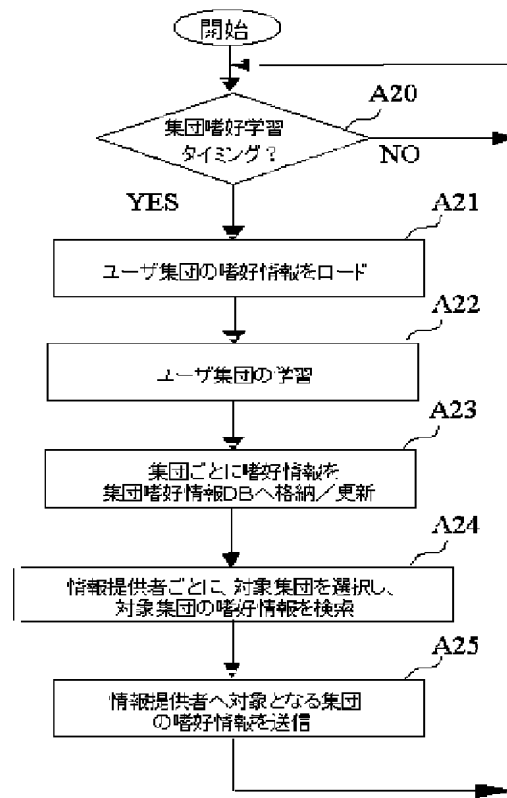 開始
A20
集団嗜好学習
タイミング？
NO
YES
A21
ユーザ集団の嗜好情報をロード
A22
ユーザ集団の学習
A23
集団ごとに嗜好情報を
集団嗜好情報DBへ格納／更新
A24
情報提供者ごとに、対象集団を選択し、
対象集団の嗜好情報を検索
A25
情報提供者へ対象となる集団
の嗜好情報を送信